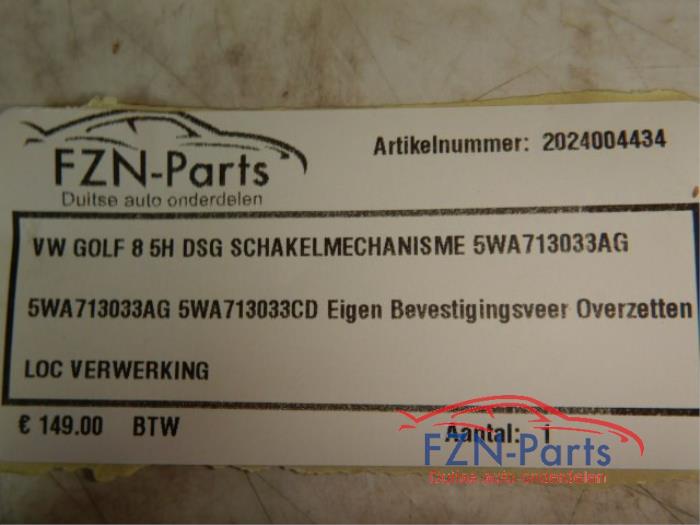 FZN-Parts
Duitse auto onderdelen
Artikelnummer: 2024004434
VW GOLF 8 5H DSG SCHAKELMECHANISME 5WA713033AG
5WA713033AG 5WA713033CD Eigen Bevestigingsveer Overzetten
LOC VERWERKING
€ 149.00 BTW
Aantal: 1
FZN-Parts
Duitse auto onderdelen